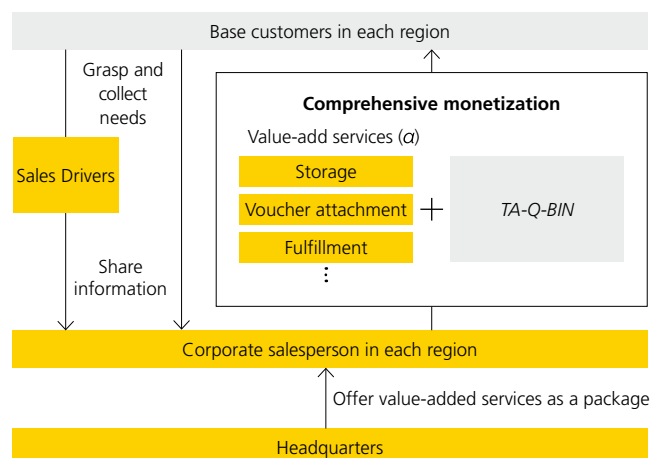 Base customers in each region
Grasp and
collect
needs
Sales Drivers
Share
information
Comprehensive monetization
Value-add services (α)
Storage
Voucher attachment
Fulfillment
⋮
+
TA-Q-BIN
Corporate salesperson in each region
Offer value-added services as a package
Headquarters